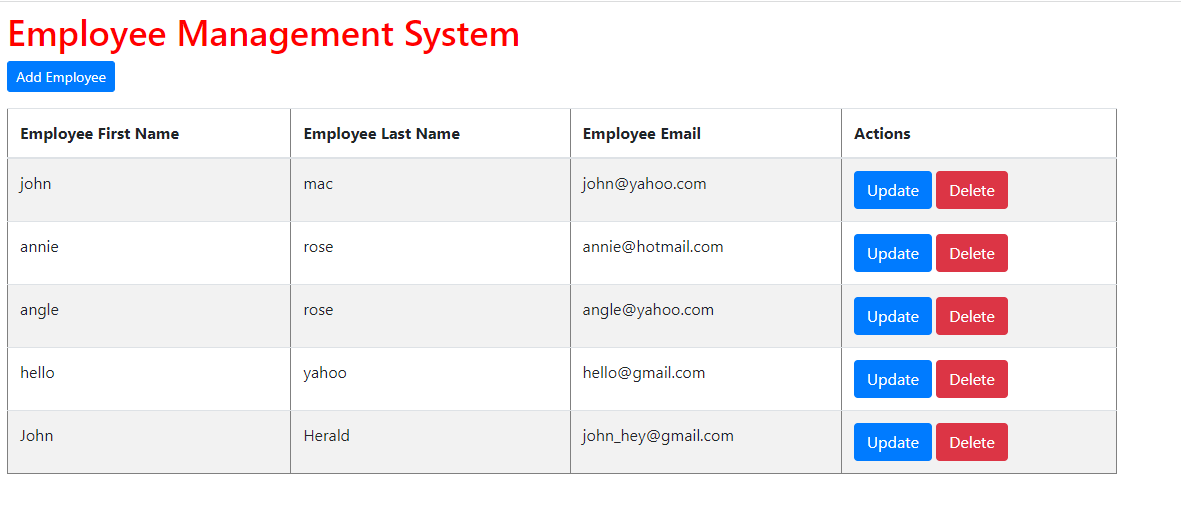 Employee Management System
Add Employee
Employee First Name Employee Last Name Employee Email Actions
john mac john@yahoo.com Update Delete
annie rose annie@hotmail.com Update Delete
angle rose angle@yahoo.com Update Delete
hello yahoo hello@gmail.com Update Delete
John Herald john_hey@gmail.com Update Delete